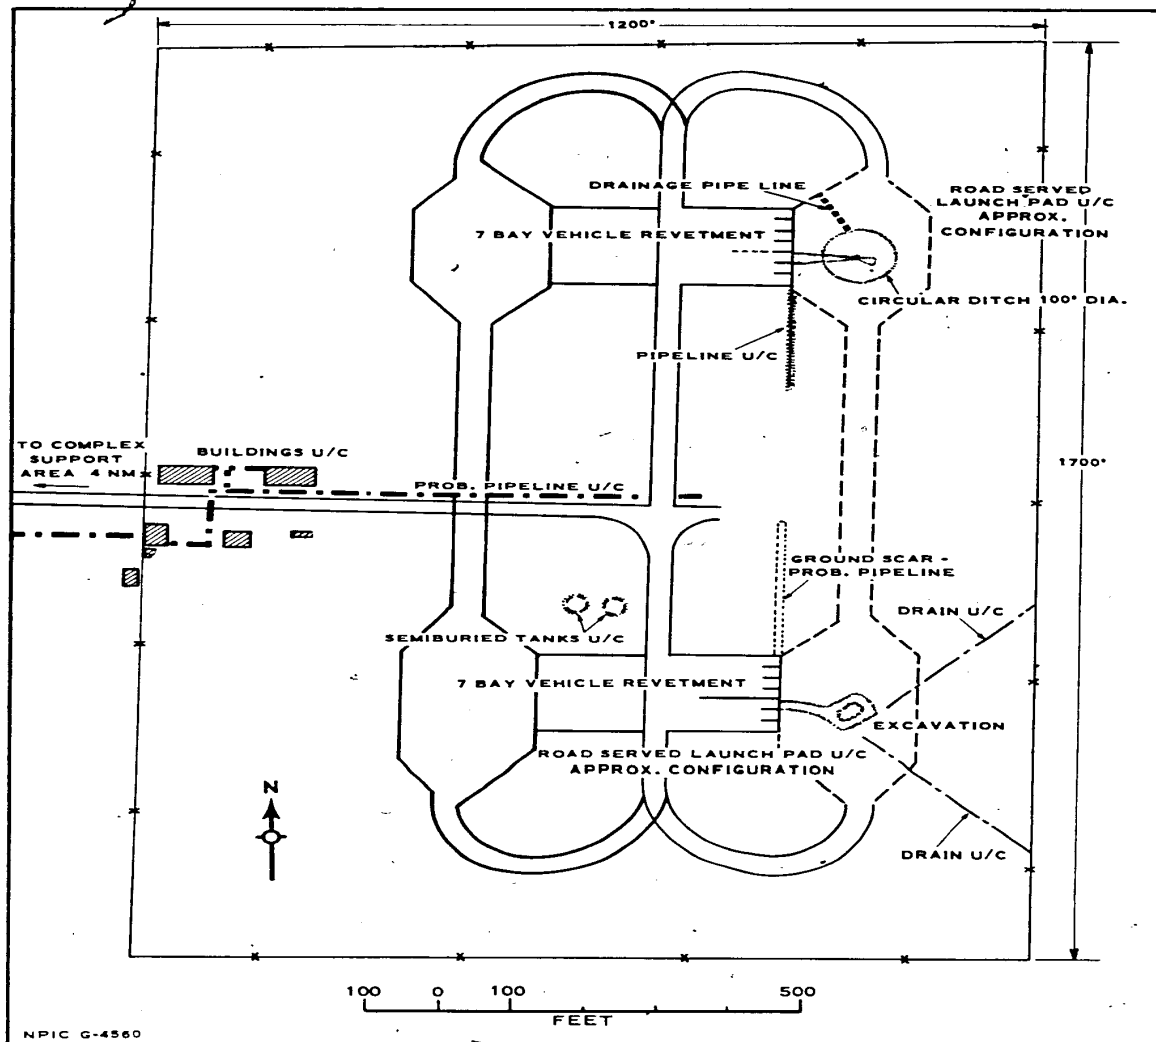 1200°
DRAINAGE PIPE LINE
ROAD SERVED
LAUNCH PAD U/C
APPROX.
CONFIGURATION
7 BAY VEHICLE REVETMENT
CIRCULAR DITCH 100° DIA.
PIPELINE U/C
TO COMPLEX
SUPPORT
AREA 4 NM
BUILDINGS U/C
1700°
PROB. PIPELINE U/C
GROUND SCAR -
PROB. PIPELINE
DRAIN U/C
SEMIBURIED TANKS U/C
7 BAY VEHICLE REVETMENT
EXCAVATION
ROAD SERVED LAUNCH PAD U/C
APPROX. CONFIGURATION
N
DRAIN U/C
100 0 100 500
FEET
NPIC G-4560